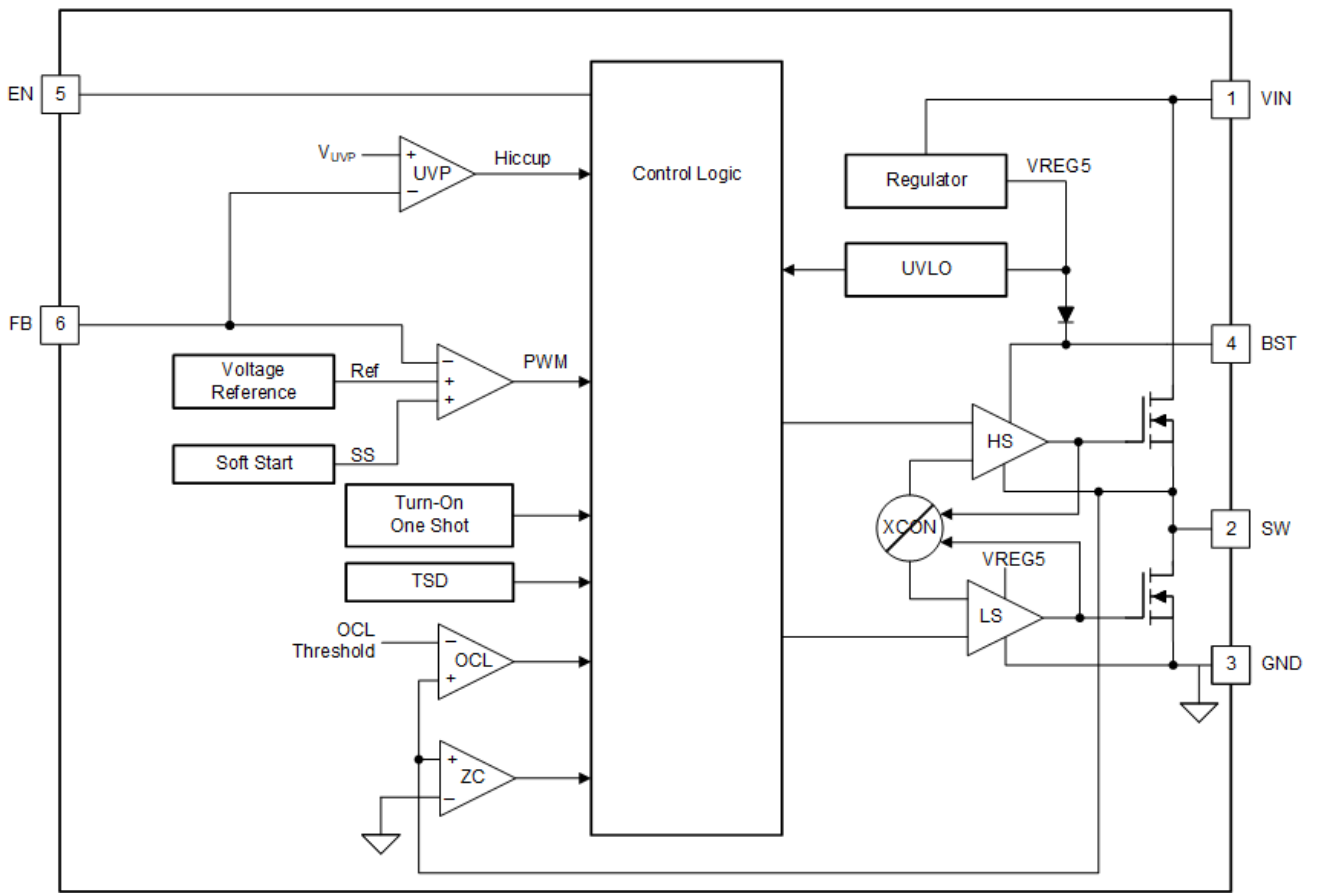 EN
5
VUVP
+
UVP
−
Hiccup
Control Logic
Regulator
VREG5
1
VIN
UVLO
FB
6
4
BST
Voltage
Reference
Ref
−
+
+
PWM
Soft Start
SS
HS
Turn-On
One Shot
XCON
2
SW
TSD
VREG5
LS
OCL
Threshold
−
OCL
+
3
GND
+
ZC
−